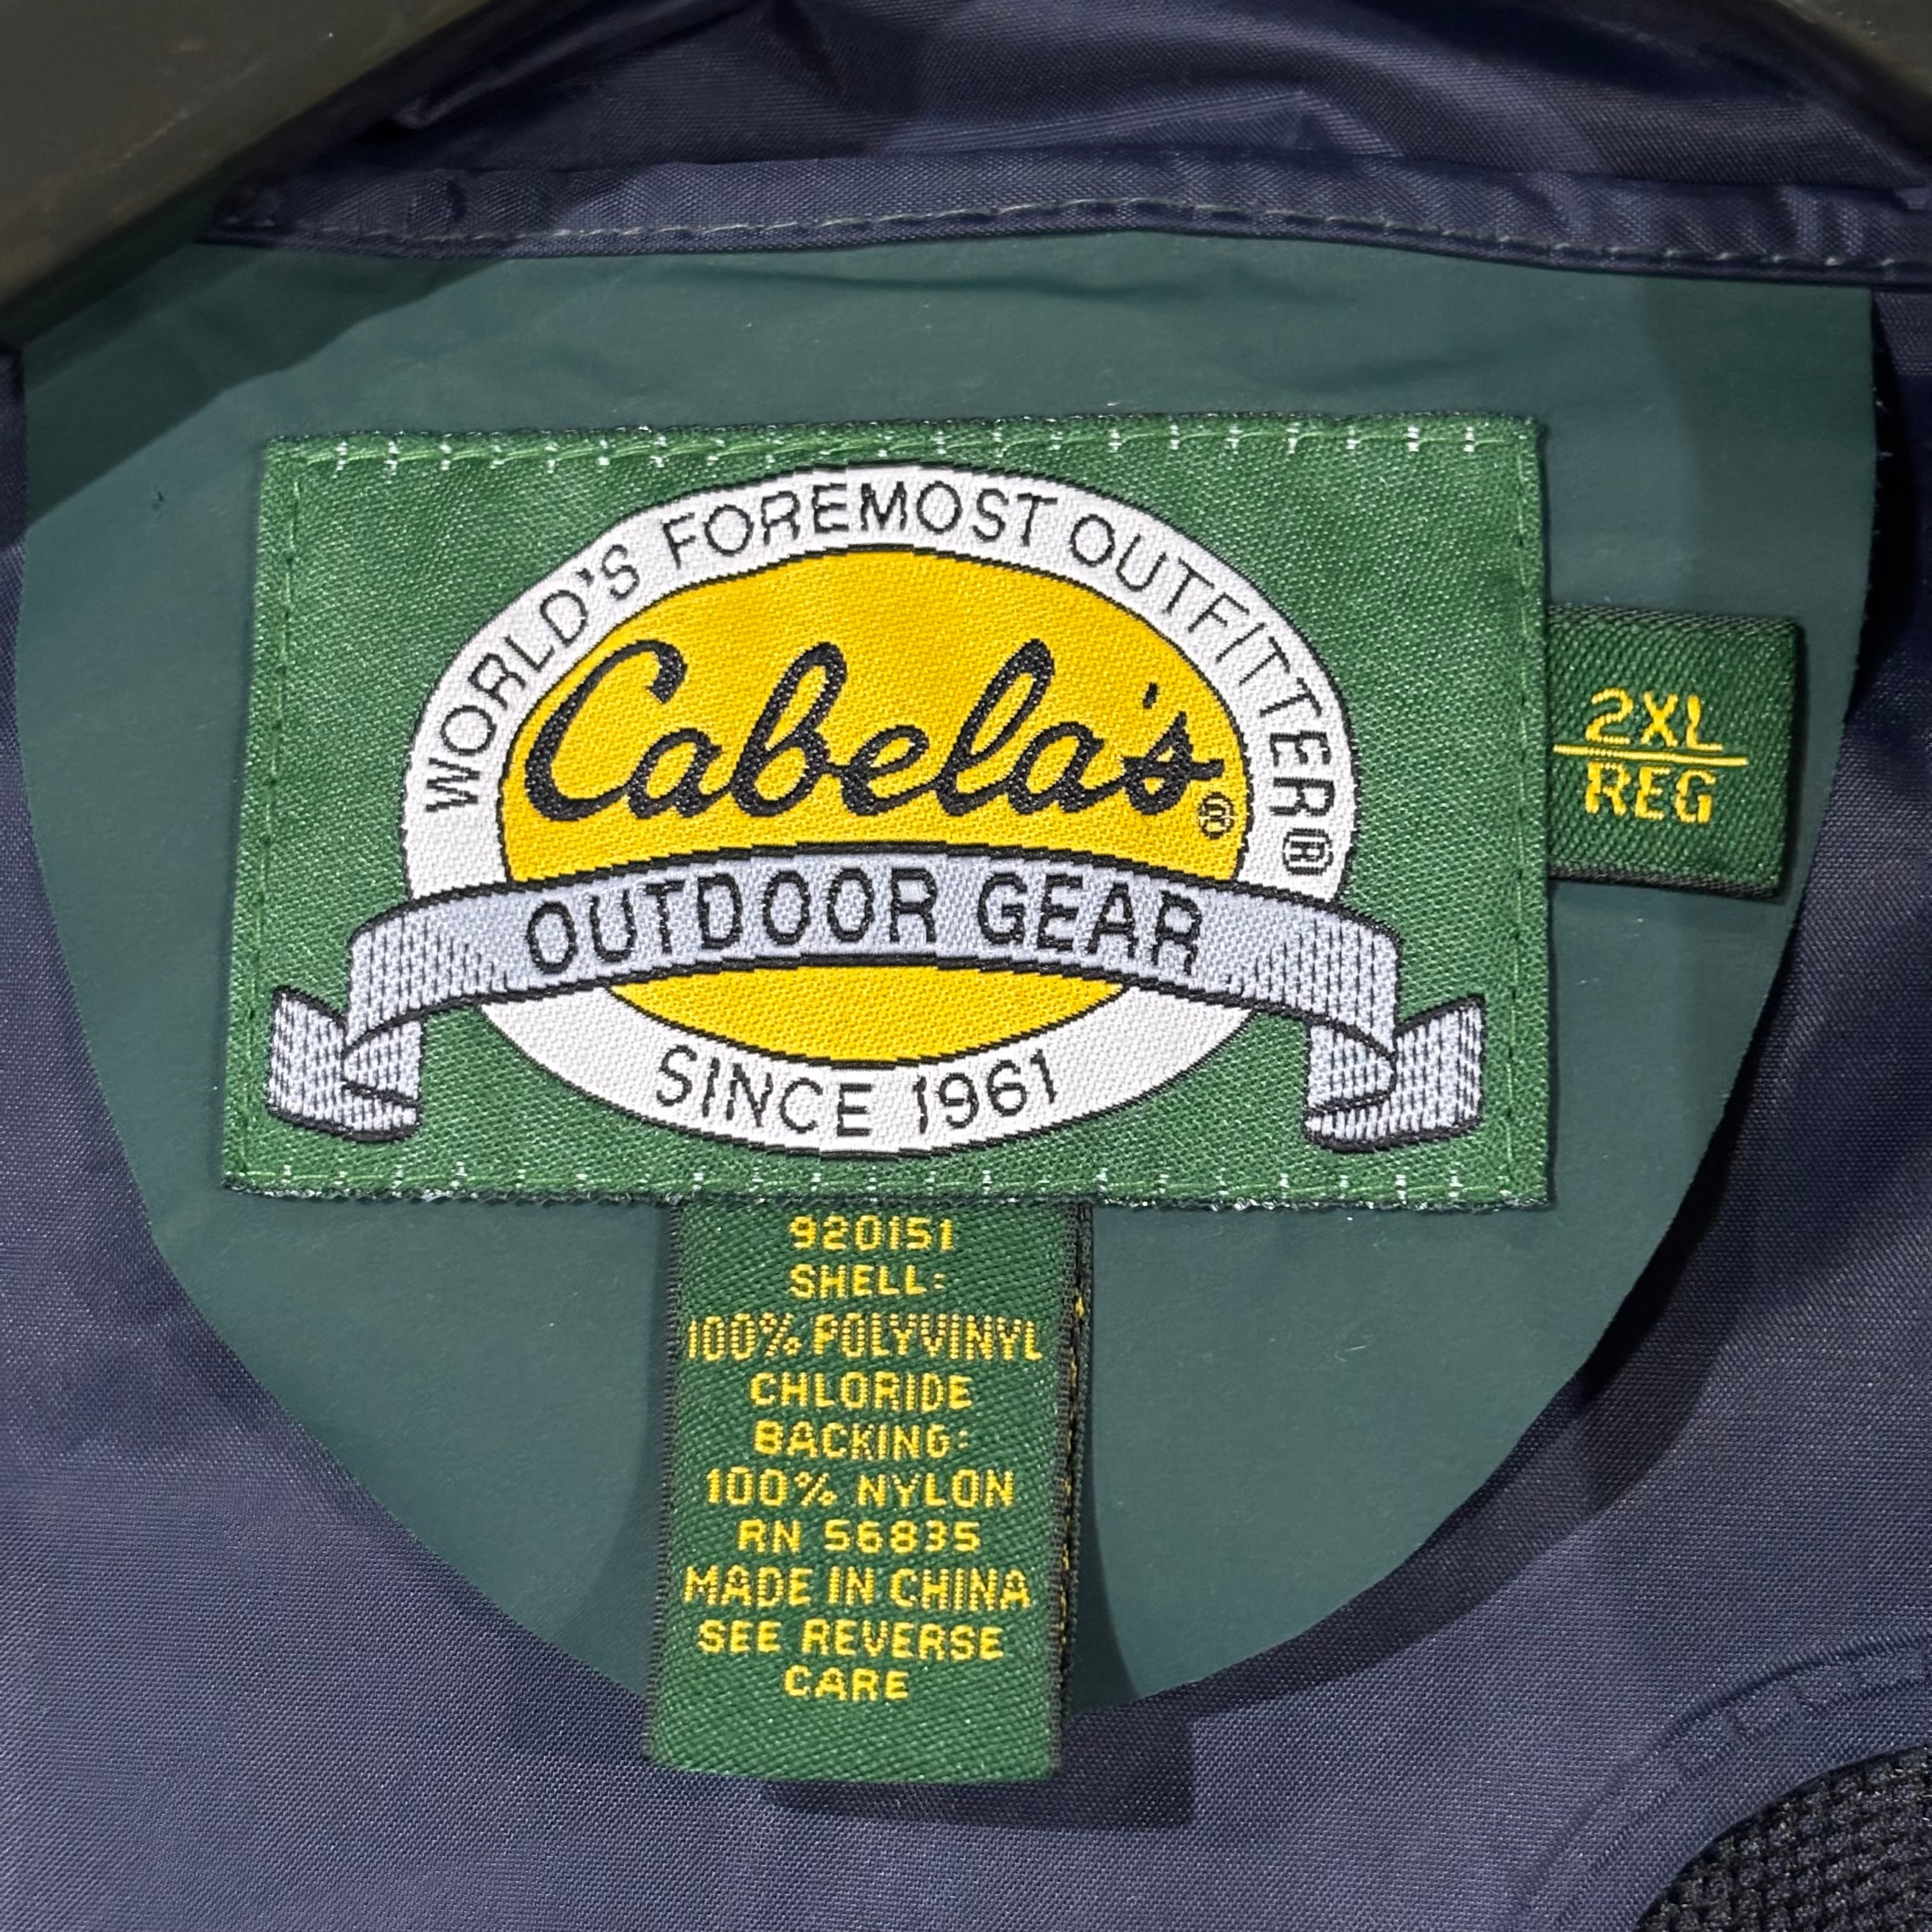 WORLD'S FOREMOST OUTFITTER®
Cabela's®
OUTDOOR GEAR
SINCE 1961
2XL
REG
920151
SHELL:
100% POLYVINYL
CHLORIDE
BACKING:
100% NYLON
RN 56835
MADE IN CHINA
SEE REVERSE
CARE